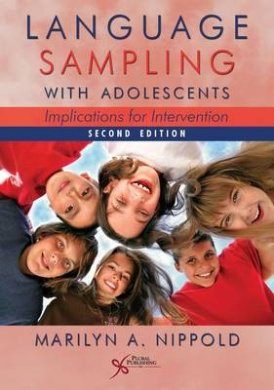 LANGUAGE
SAMPLING
WITH ADOLESCENTS
Implications for Intervention
SECOND EDITION
MARILYN A. NIPPOLD
PLURAL
PUBLISHING